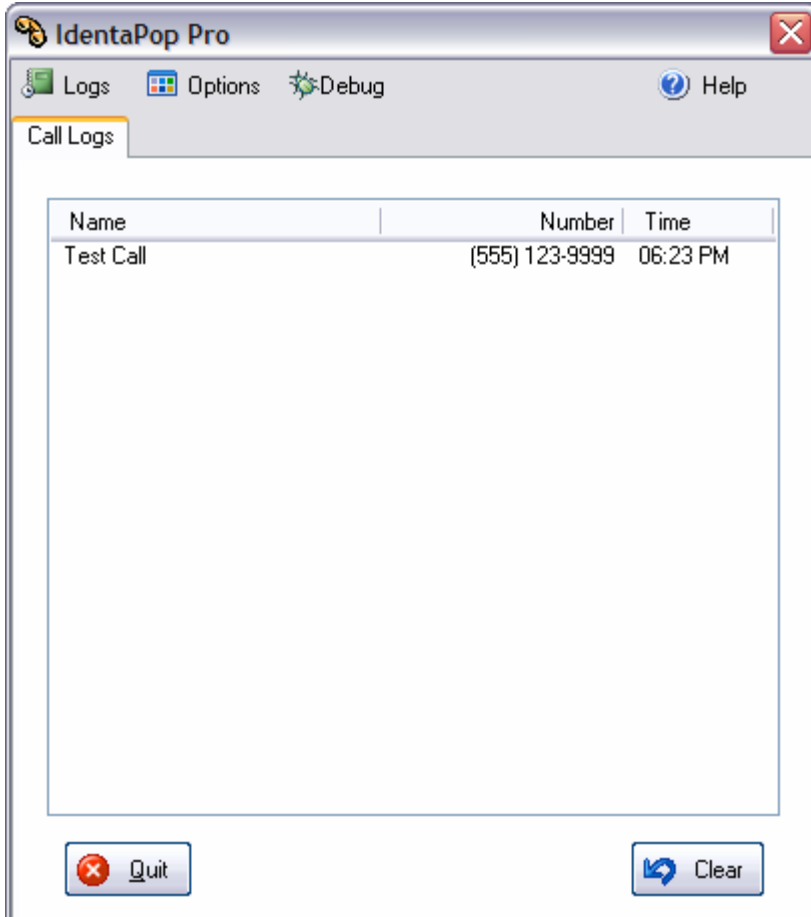 IdentaPop Pro
Logs Options Debug Help
Call Logs
Name Number Time
Test Call (555) 123-9999 06:23 PM
Quit Clear